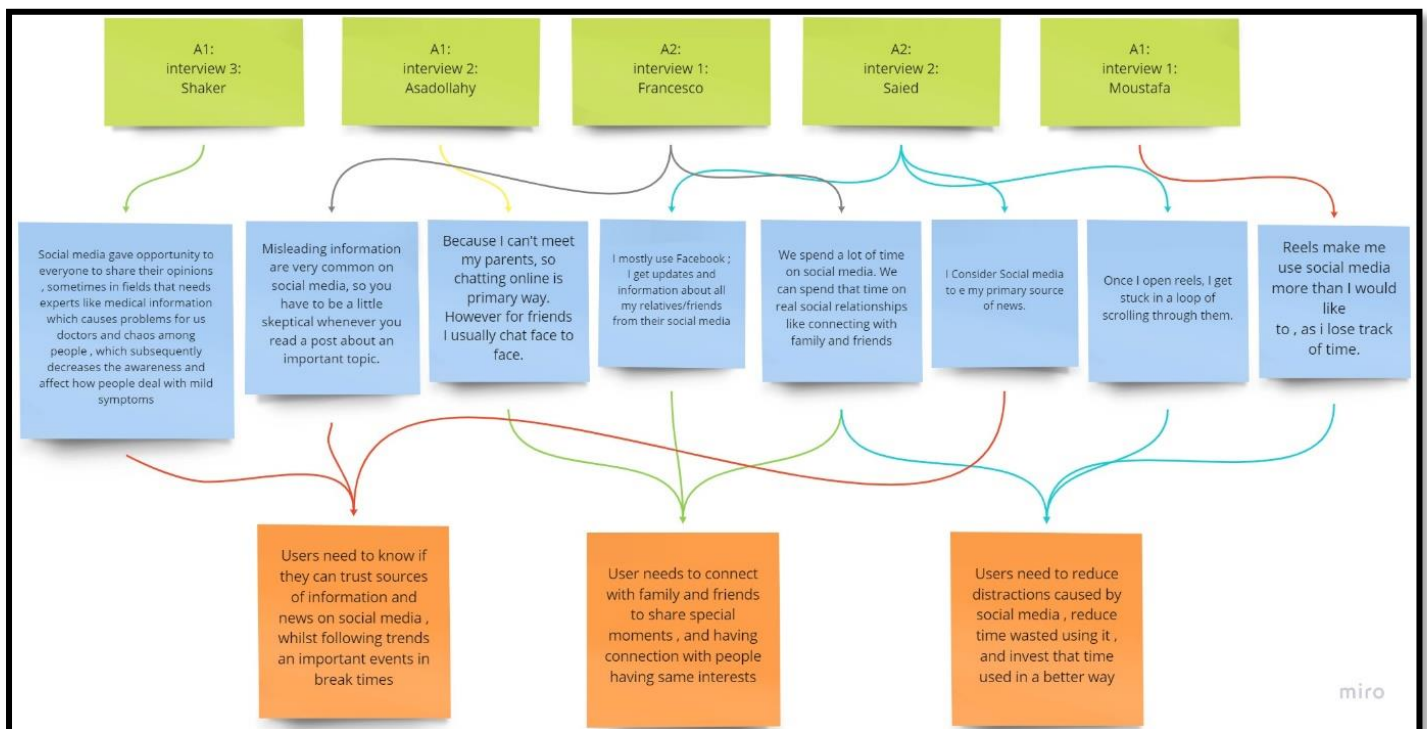 A1:
interview 3:
Shaker
A1:
interview 2:
Asadollahy
A2:
interview 1:
Francesco
A2:
interview 2:
Saied
A1:
interview 1:
Moustafa
Social media gave opportunity to
everyone to share their opinions
, sometimes in fields that needs
experts like medical information
which causes problems for us
doctors and chaos among
people , which subsequently
decreases the awareness and
affect how people deal with mild
symptoms
Misleading information
are very common on
social media, so you
have to be a little
skeptical whenever you
read a post about an
important topic.
Because I can't meet
my parents, so
chatting online is
primary way.
However for friends
I usually chat face to
face.
I mostly use Facebook ;
I get updates and
information about all
my relatives/friends
from their social media
We spend a lot of time
on social media. We
can spend that time on
real social relationships
like connecting with
family and friends
I Consider Social media
to e my primary source
of news.
Once I open reels, I get
stuck in a loop of
scrolling through them.
Reels make me
use social media
more than I would
like
to , as i lose track
of time.
Users need to know if
they can trust sources
of information and
news on social media ,
whilst following trends
an important events in
break times
User needs to connect
with family and friends
to share special
moments , and having
connection with people
having same interests
Users need to reduce
distractions caused by
social media , reduce
time wasted using it ,
and invest that time
used in a better way
miro